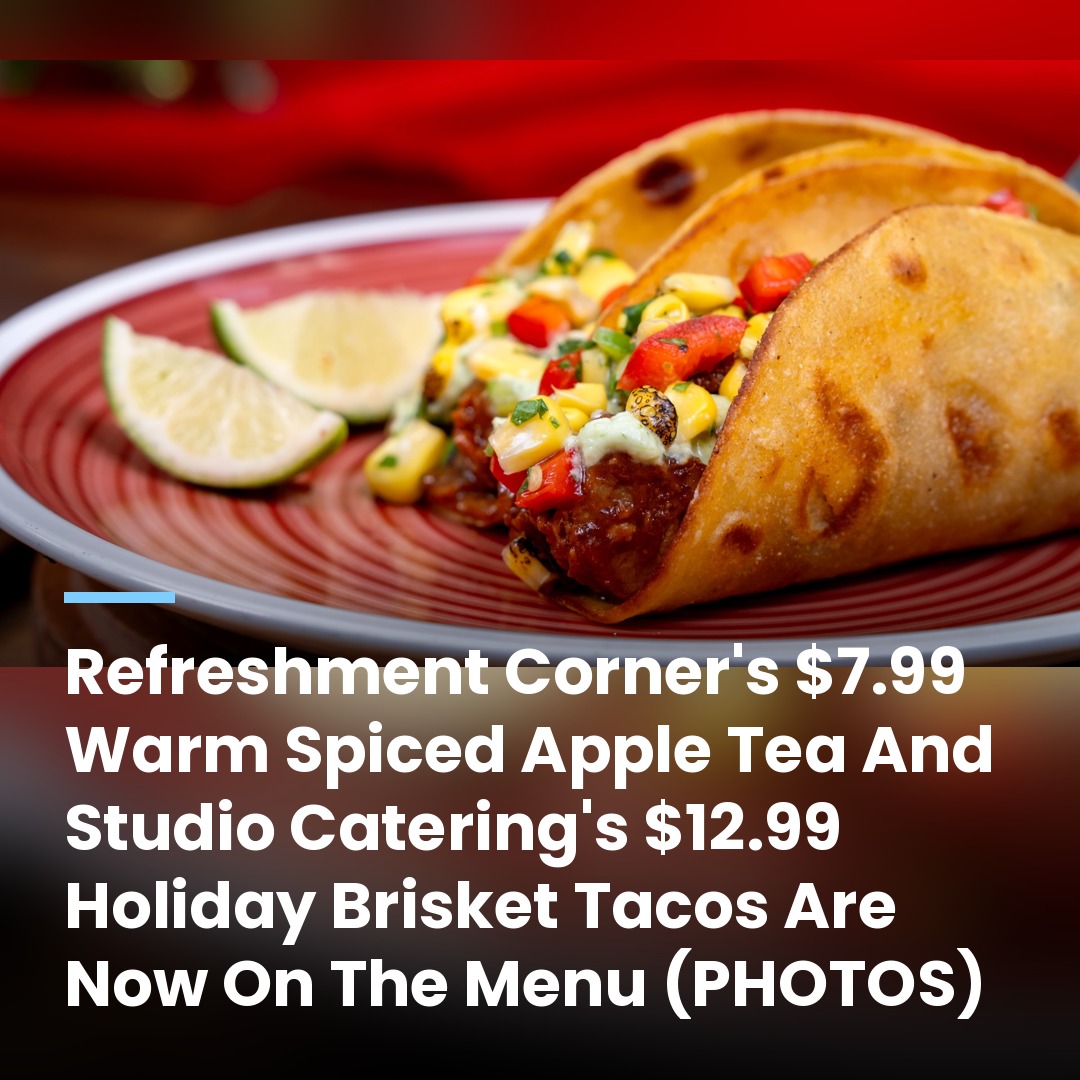 Refreshment Corner's $7.99
Warm Spiced Apple Tea And
Studio Catering's $12.99
Holiday Brisket Tacos Are
Now On The Menu (PHOTOS)